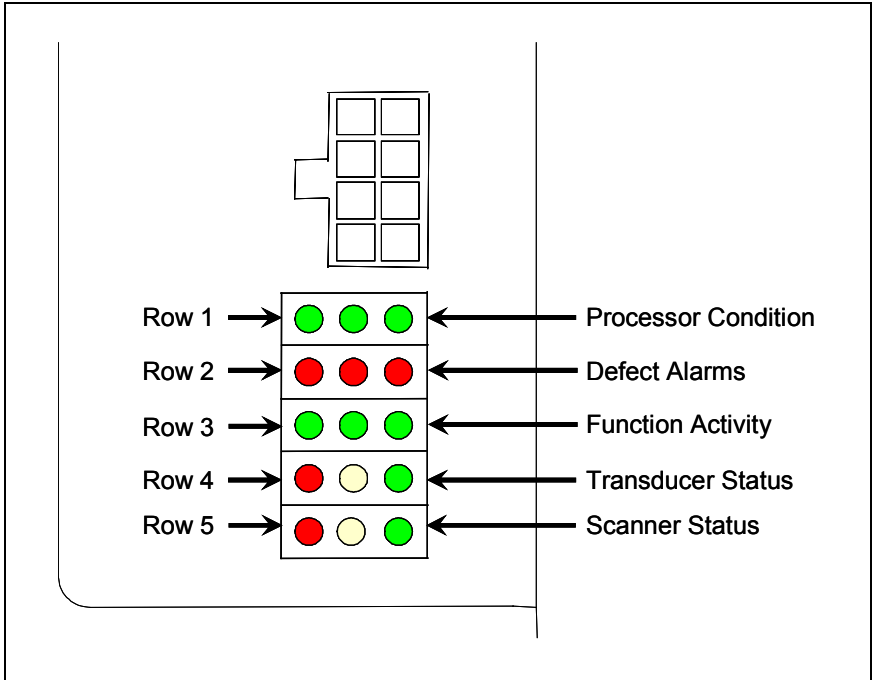 Row 1 Processor Condition
Row 2 Defect Alarms
Row 3 Function Activity
Row 4 Transducer Status
Row 5 Scanner Status